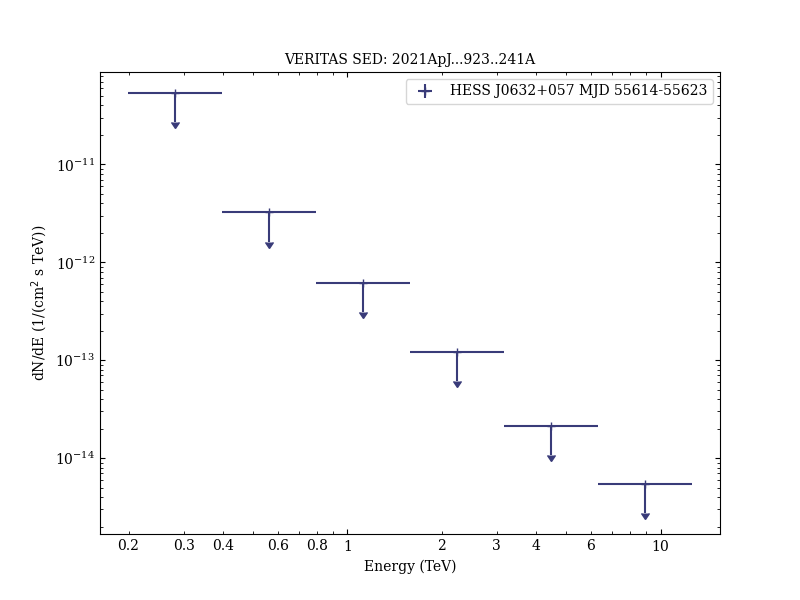 VERITAS SED: 2021ApJ...923..241A
HESS J0632+057 MJD 55614-55623
dN/dE (1/(cm² s TeV))
10⁻¹¹
10⁻¹²
10⁻¹³
10⁻¹⁴
0.2 0.3 0.4 0.6 0.8 1 2 3 4 6 10
Energy (TeV)